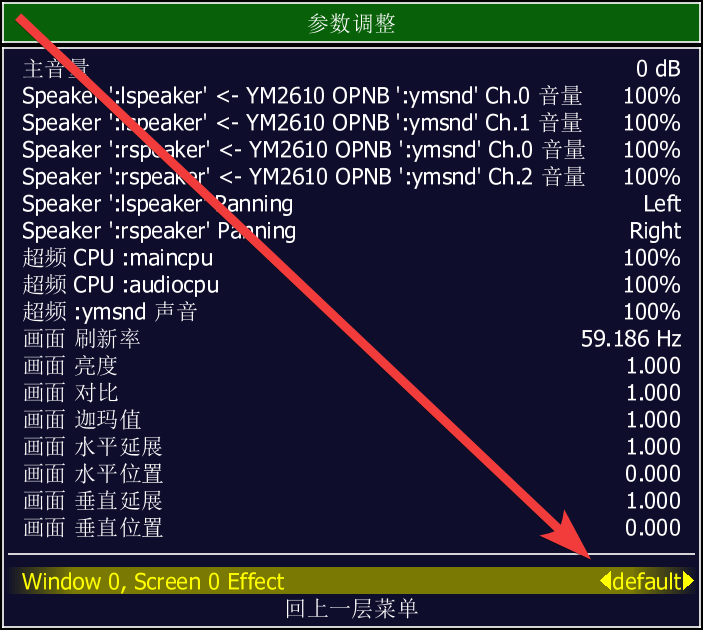 参数调整
主音量 0 dB
Speaker ':lspeaker' <- YM2610 OPNB ':ymsnd' Ch.0 音量 100%
Speaker ':lspeaker' <- YM2610 OPNB ':ymsnd' Ch.1 音量 100%
Speaker ':rspeaker' <- YM2610 OPNB ':ymsnd' Ch.0 音量 100%
Speaker ':rspeaker' <- YM2610 OPNB ':ymsnd' Ch.2 音量 100%
Speaker ':lspeaker' Panning Left
Speaker ':rspeaker' Panning Right
超频 CPU :maincpu 100%
超频 CPU :audiocpu 100%
超频 :ymsnd 声音 100%
画面 刷新率 59.186 Hz
画面 亮度 1.000
画面 对比 1.000
画面 迦玛值 1.000
画面 水平延展 1.000
画面 水平位置 0.000
画面 垂直延展 1.000
画面 垂直位置 0.000
Window 0, Screen 0 Effect default
回上一层菜单